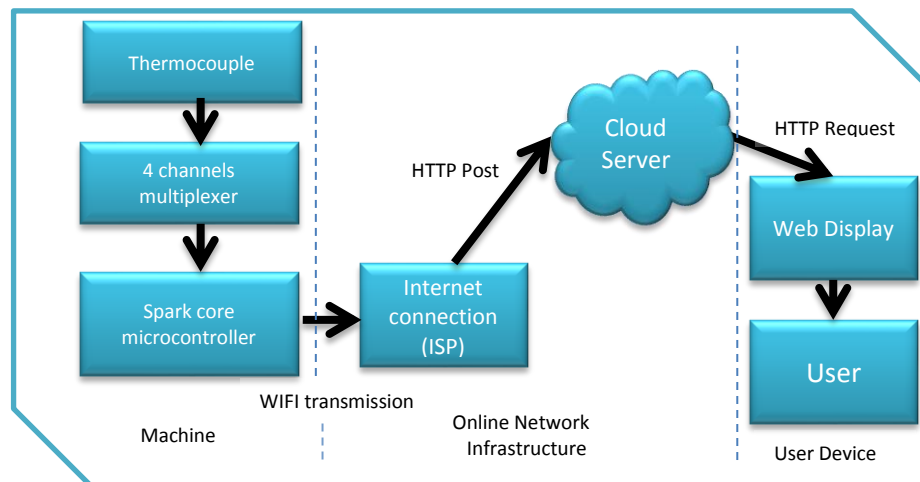 Thermocouple
4 channels
multiplexer
Spark core
microcontroller
WIFI transmission
Machine
Internet
connection
(ISP)
HTTP Post
Cloud
Server
Online Network
Infrastructure
HTTP Request
Web Display
User
User Device